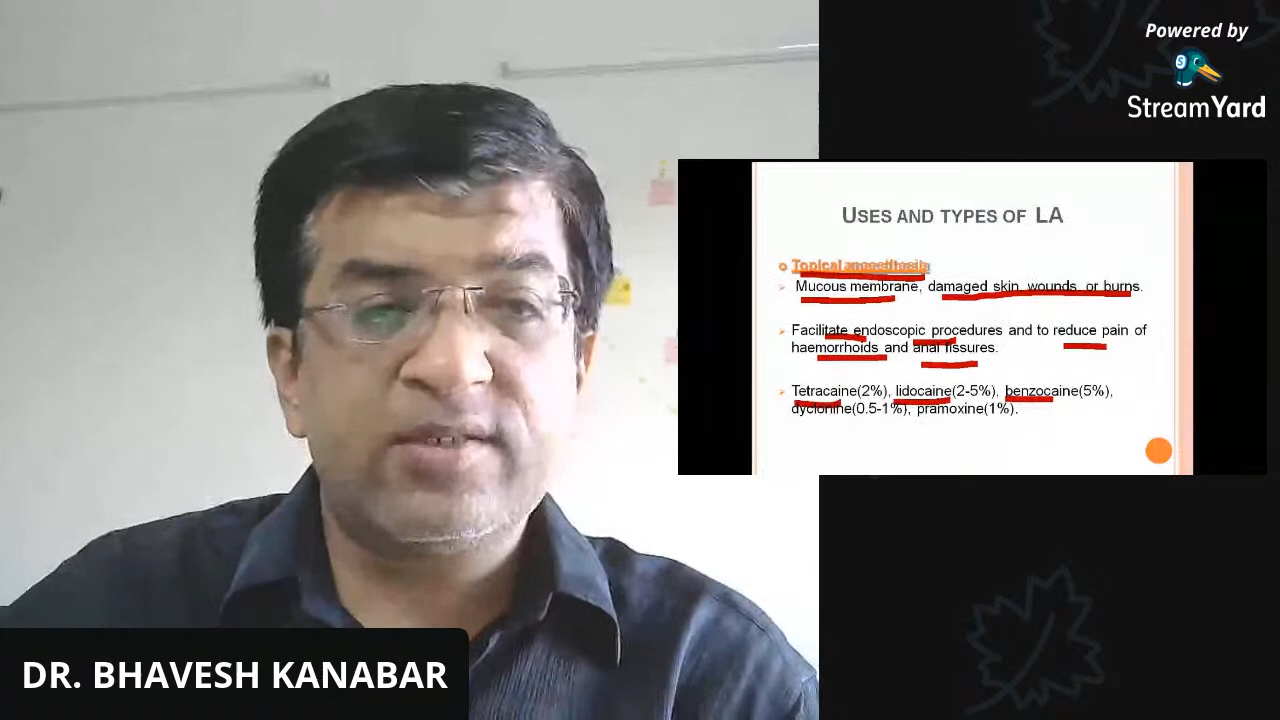 Powered by
StreamYard
USES AND TYPES OF LA
Topical anaesthesia
Mucous membrane, damaged skin wounds or burns.
Facilitate endoscopic procedures and to reduce pain of
haemorrhoids and anal fissures.
Tetracaine(2%), lidocaine(2-5%), benzocaine(5%),
dyclonine(0.5-1%), pramoxine(1%).
DR. BHAVESH KANABAR